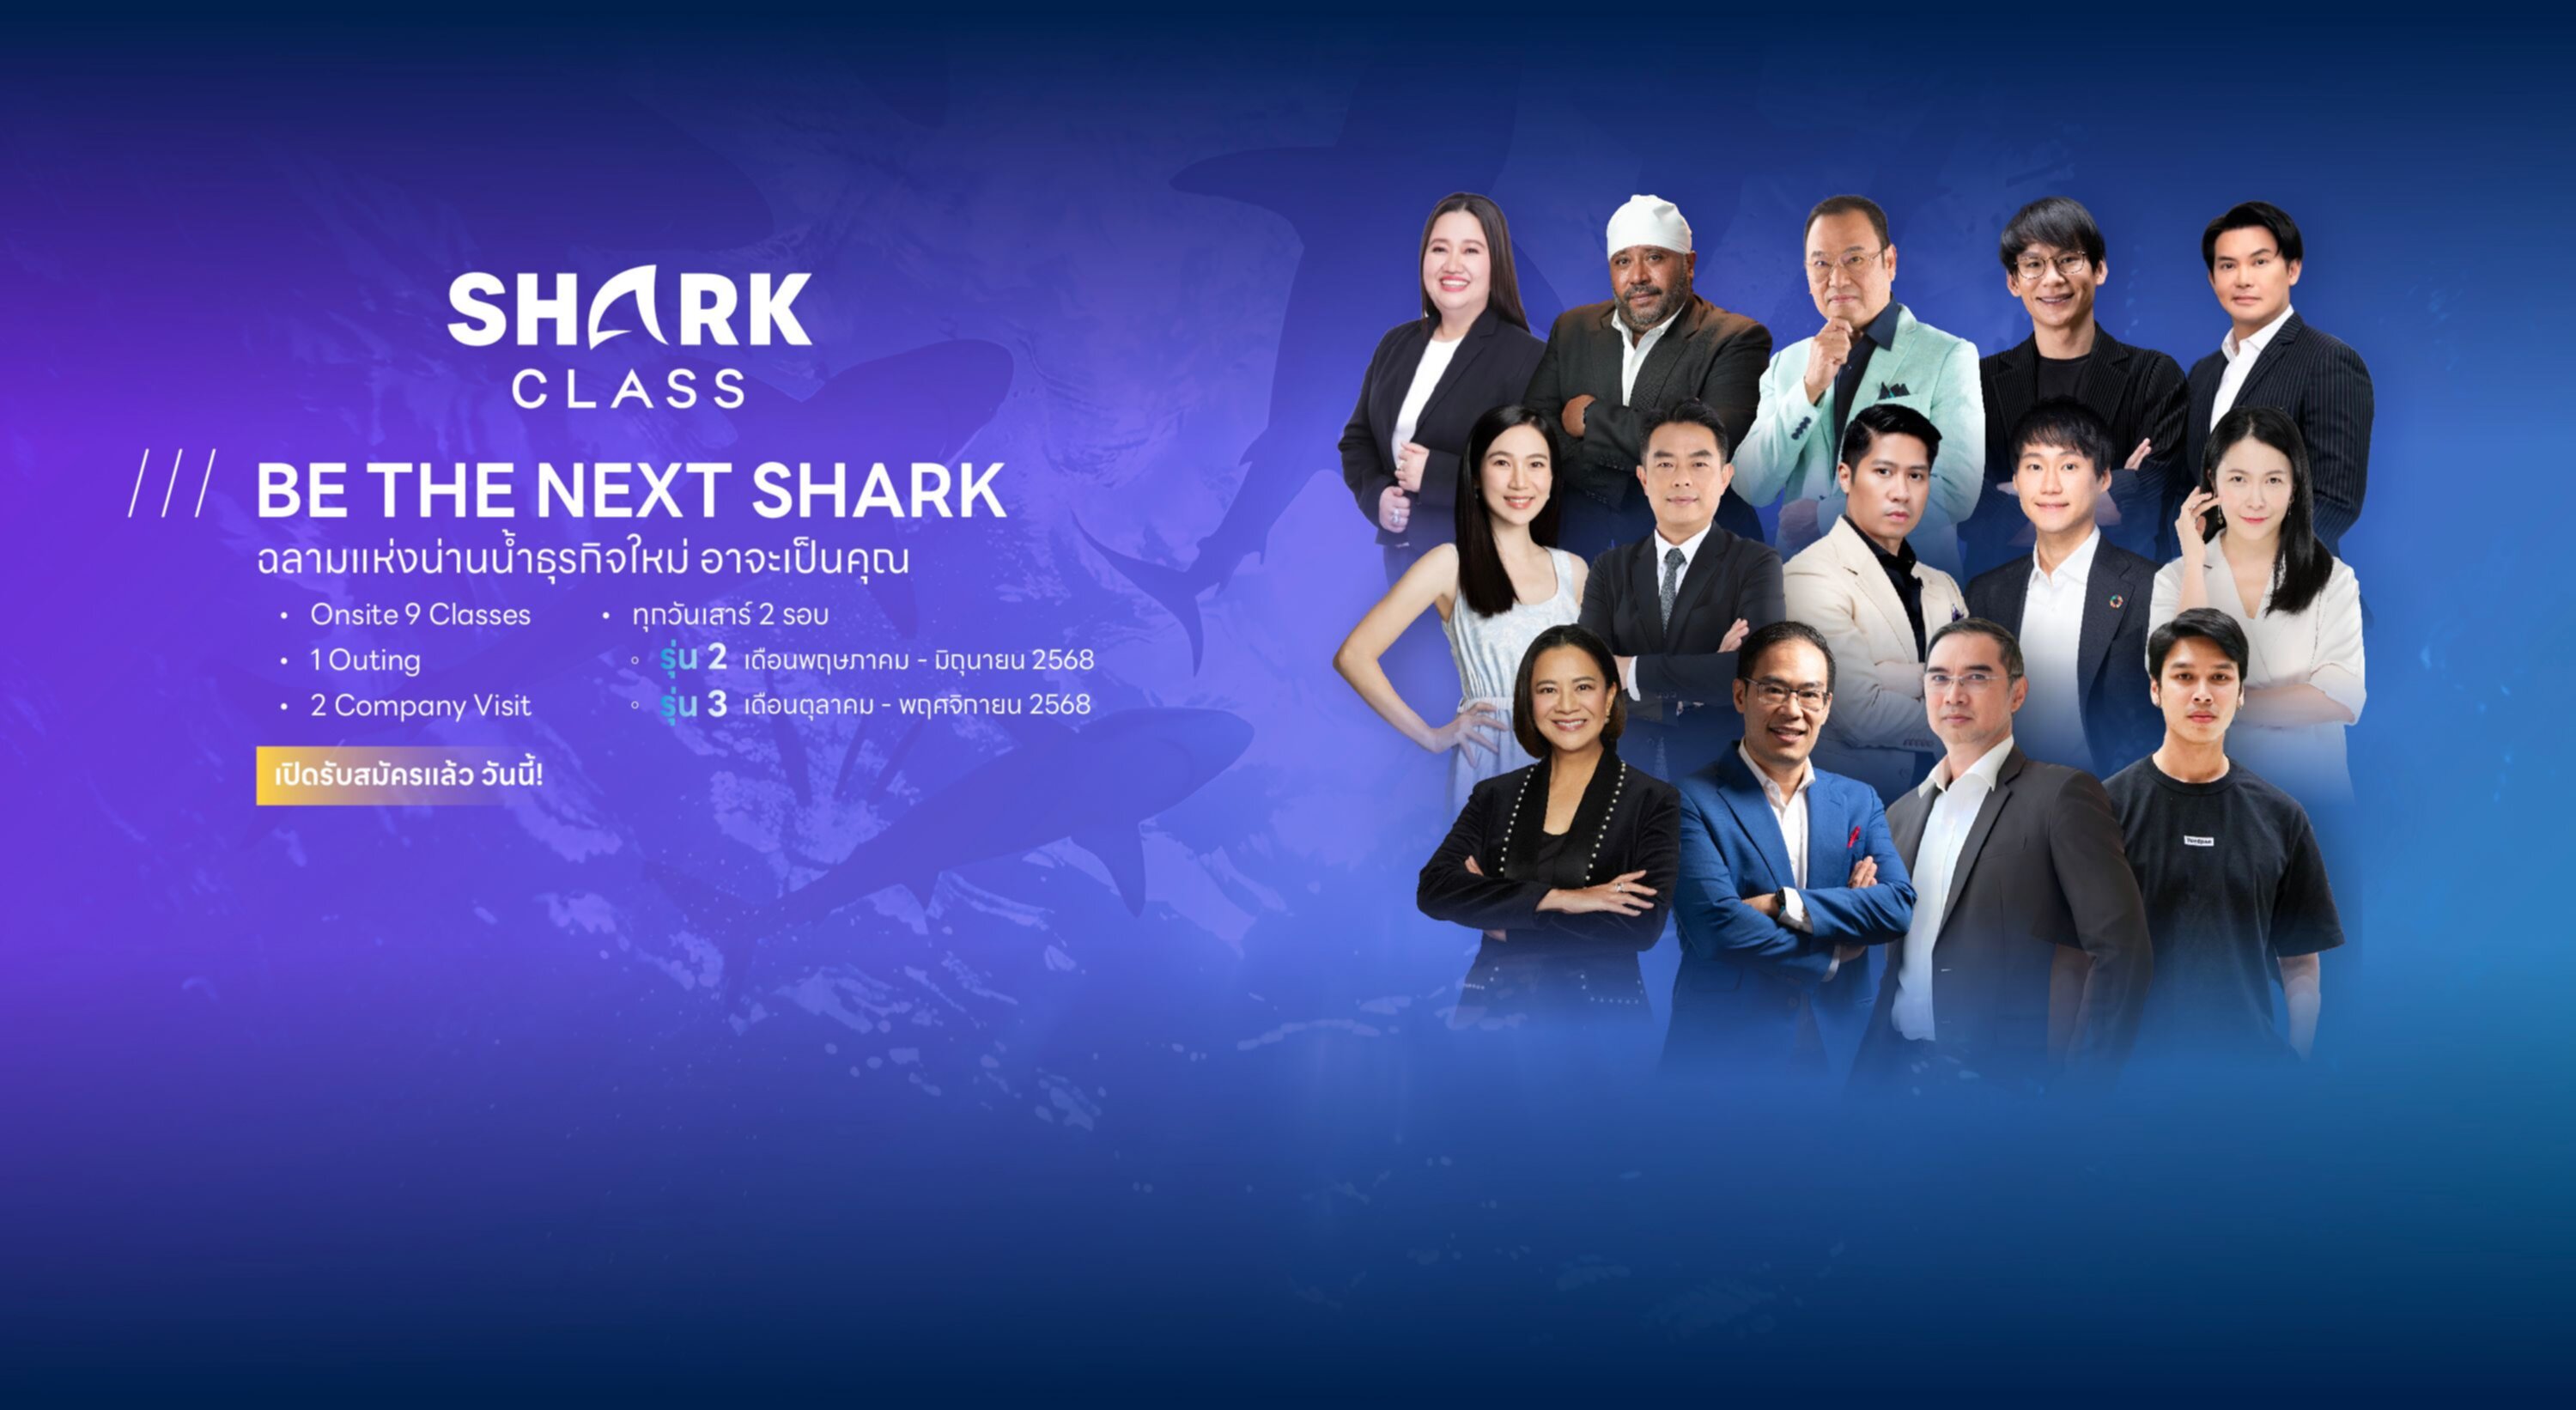 SHARK
CLASS
BE THE NEXT SHARK
ฉลามแห่งน่านน้ำธุรกิจใหม่ อาจจะเป็นคุณ
• Onsite 9 Classes
• 1 Outing
• 2 Company Visit
• ทุกวันเสาร์ 2 รอบ
◦ รุ่น 2 เดือนพฤษภาคม - มิถุนายน 2568
◦ รุ่น 3 เดือนตุลาคม - พฤศจิกายน 2568
เปิดรับสมัครแล้ว วันนี้!